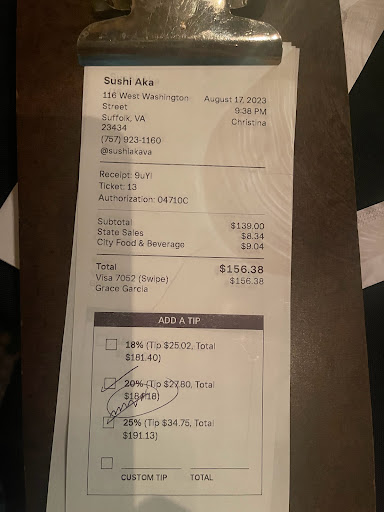 Sushi Aka
116 West Washington Street
Suffolk, VA
23434
(757) 923-1160
@sushiakava
August 17, 2023
9:38 PM
Christina
Receipt: 9uYI
Ticket: 13
Authorization: 04710C
Subtotal $139.00
State Sales $8.34
City Food & Beverage $9.04
Total $156.38
Visa 7052 (Swipe) $156.38
Grace Garcia
ADD A TIP
18% (Tip $25.02, Total
$181.40)
20% (Tip $27.80, Total
$184.18)
25% (Tip $34.75, Total
$191.13)
CUSTOM TIP TOTAL